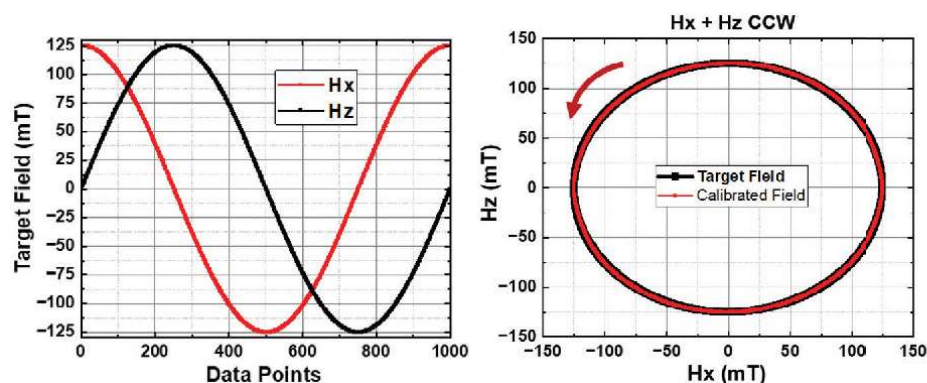 Target Field (mT)
125
100
75
50
25
0
−25
−50
−75
−100
−125
Hx
Hz
0 200 400 600 800 1000
Data Points
Hx + Hz CCW
Hz (mT)
150
100
50
0
−50
−100
−150
Target Field
Calibrated Field
−150 −100 −50 0 50 100 150
Hx (mT)